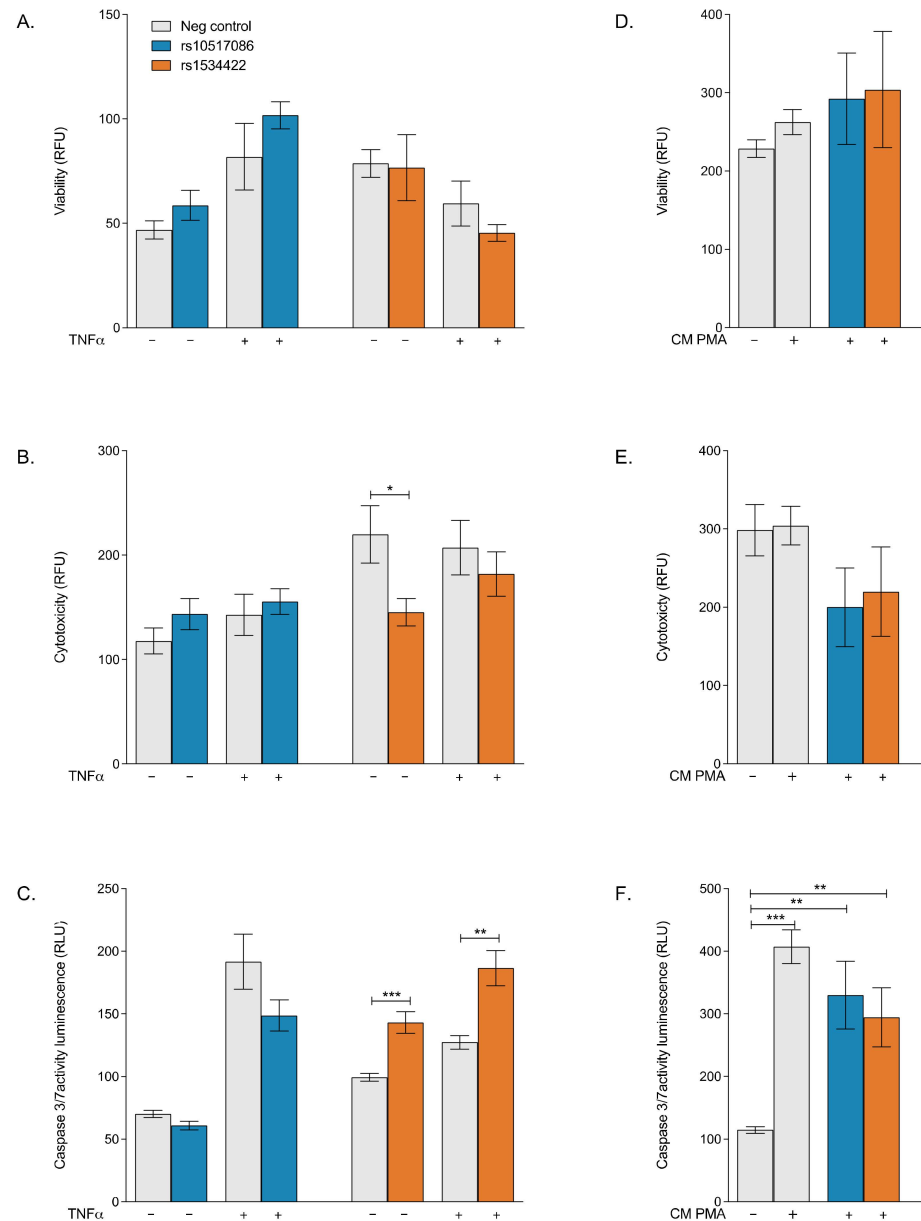 A.
Neg control
rs10517086
rs1534422
Viability (RFU)
150
100
50
0
TNFα − − + + − − + +
D.
Viability (RFU)
400
300
200
100
0
CM PMA − + + +
B.
Cytotoxicity (RFU)
300
200
100
0
*
TNFα − − + + − − + +
E.
Cytotoxicty (RFU)
400
300
200
100
0
CM PMA − + + +
C.
Caspase 3/7activity luminescence (RLU)
250
200
150
100
50
0
***
**
TNFα − − + + − − + +
F.
Caspase 3/7activity luminescence (RLU)
500
400
300
200
100
0
**
**
***
CM PMA − + + +